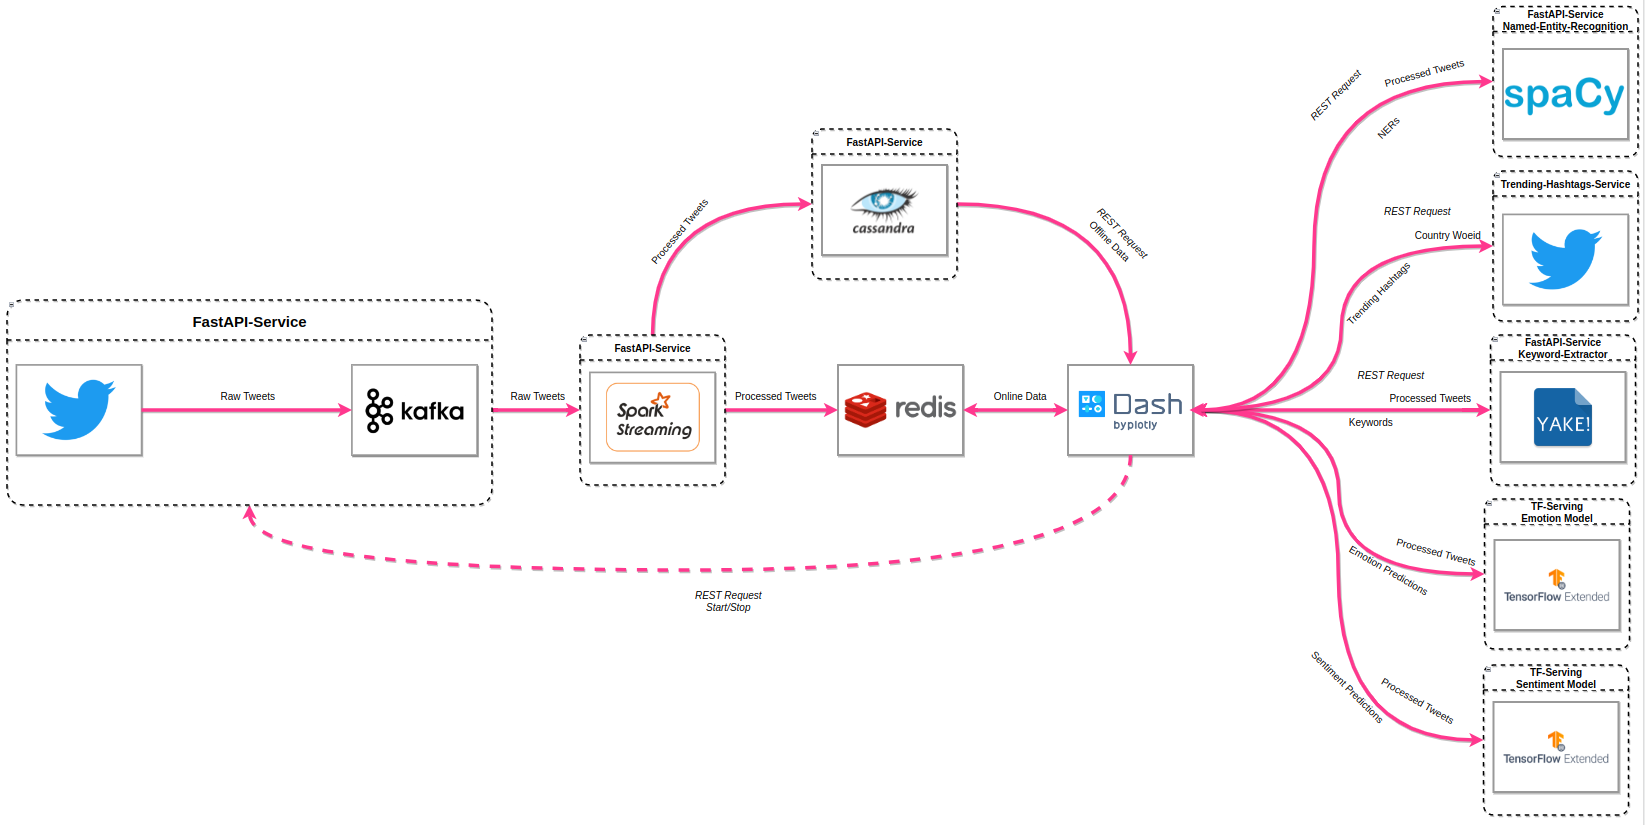 FastAPI-Service
Raw Tweets
kafka
Raw Tweets
FastAPI-Service
Spark
Streaming
Processed Tweets
FastAPI-Service
cassandra
REST Request
Offline Data
Processed Tweets
redis
Online Data
Dash
by plotly
REST Request
Start/Stop
REST Request
Processed Tweets
NERs
FastAPI-Service
Named-Entity-Recognition
spaCy
REST Request
Country Woeid
Trending Hashtags
Trending-Hashtags-Service
REST Request
Processed Tweets
Keywords
FastAPI-Service
Keyword-Extractor
YAKE!
Processed Tweets
Emotion Predictions
TF-Serving
Emotion Model
TensorFlow Extended
Processed Tweets
Sentiment Predictions
TF-Serving
Sentiment Model
TensorFlow Extended